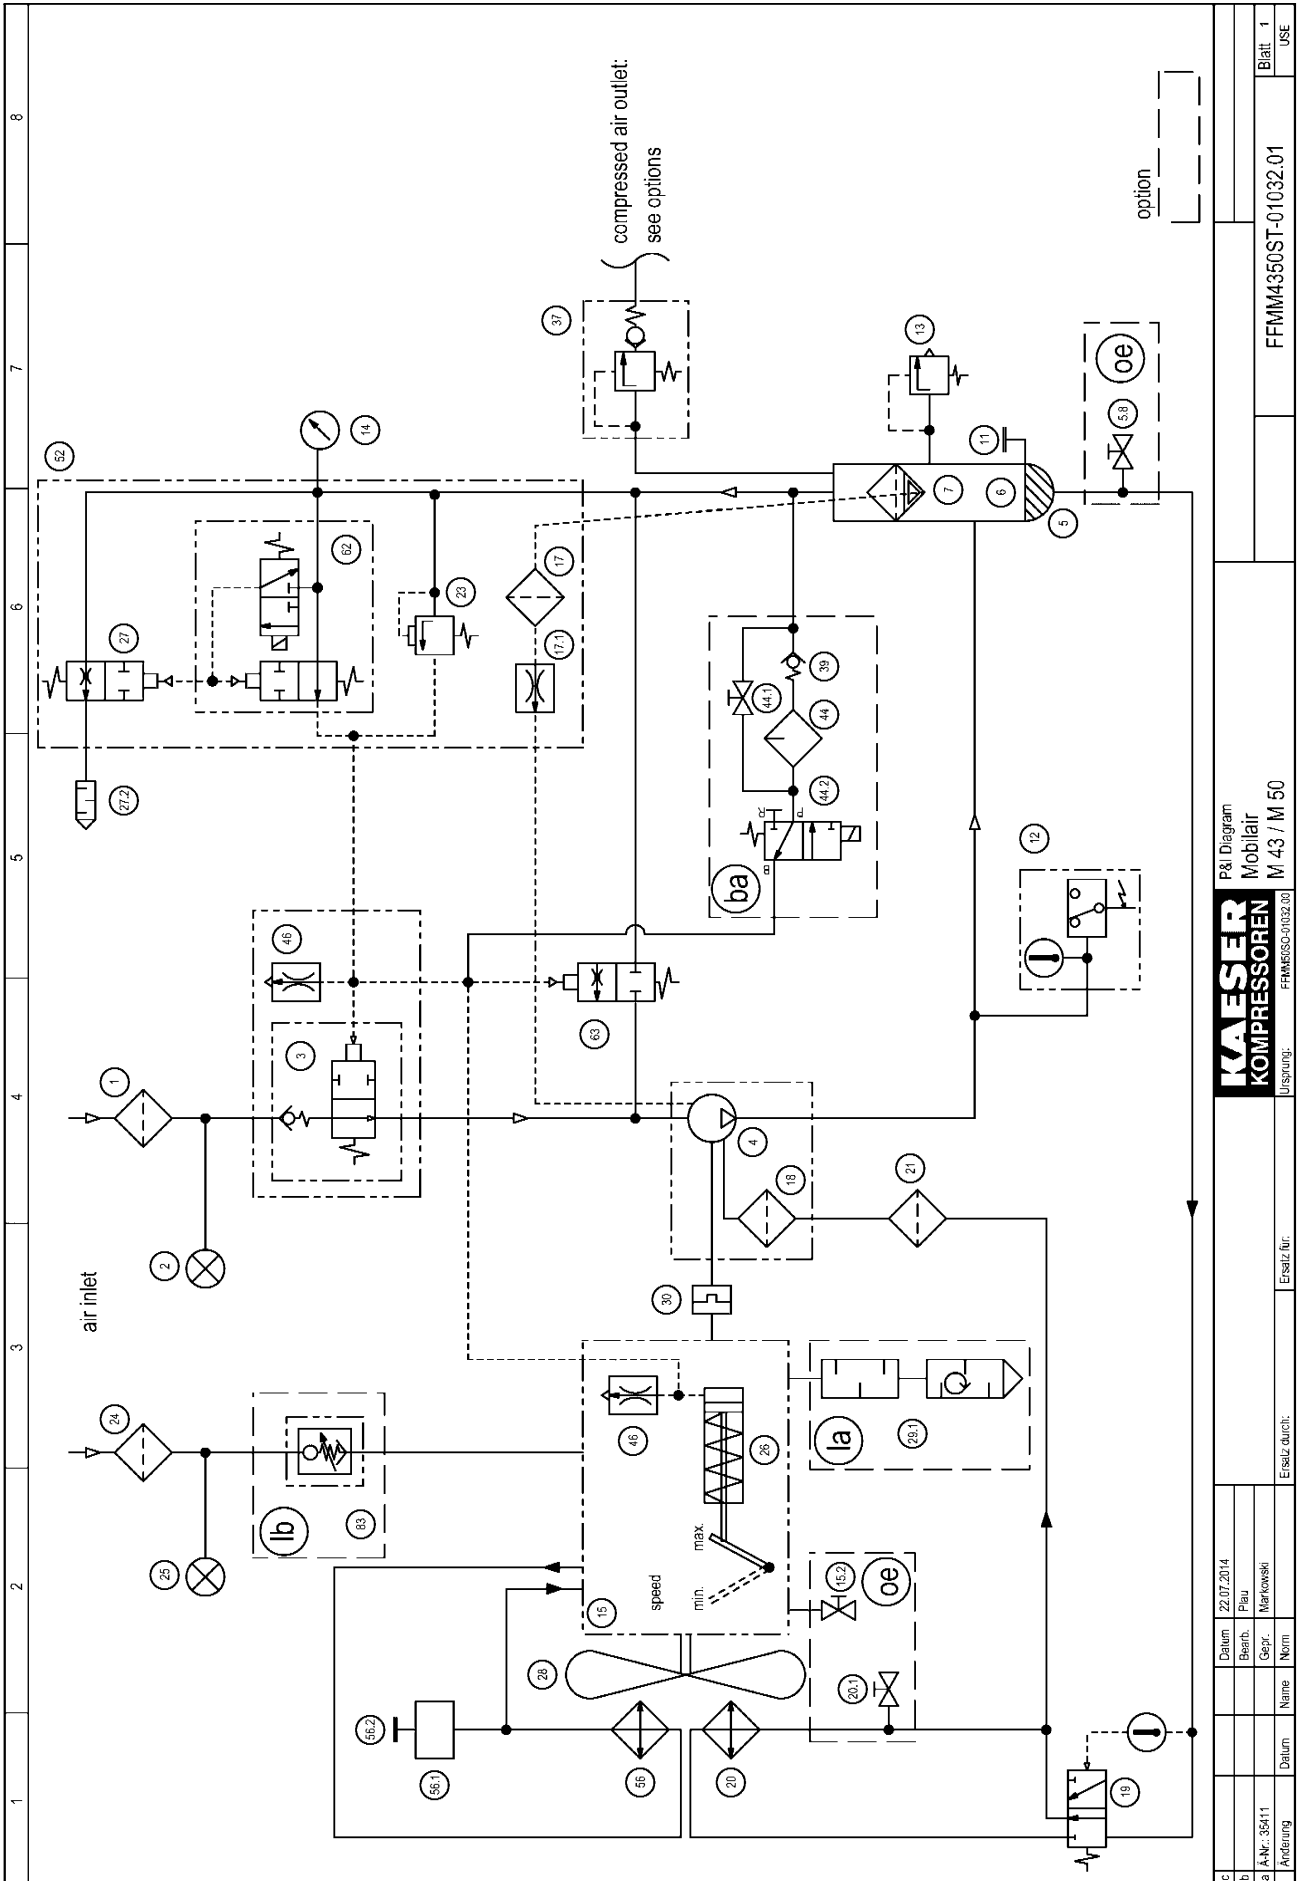 1
2
3
4
5
6
7
8
air inlet
compressed air outlet:
see options
option
52
14
62
27
27.2
23
17
17.1
37
13
11
7
6
5
5.8
oe
46
3
1
2
63
ba
44.1
39
44
44.2
12
4
18
21
30
24
25
lb
83
46
26
la
29.1
15
speed
min.
max.
15.2
oe
20.1
28
56.2
56.1
56
20
19
R
P
B
c
b
a
Ä-Nr.: 35411
Änderung
Datum
Name
Datum
22.07.2014
Bearb.
Plau
Gepr.
Markowski
Norm
Ersatz durch:
Ersatz für:
KAESER
KOMPRESSOREN
Ursprung:
FFMM50SO-01032.00
P&I Diagram
Mobilair
M 43 / M 50
FFMM4350ST-01032.01
Blatt 1
USE